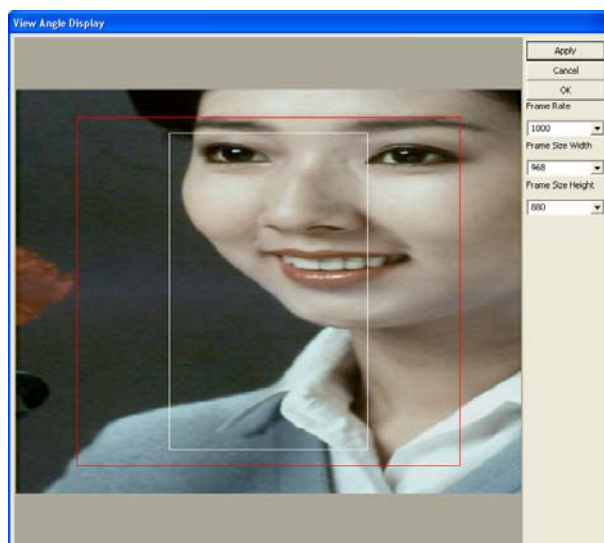 View Angle Display
Apply
Cancel
OK
Frame Rate
1000
Frame Size Width
968
Frame Size Height
880